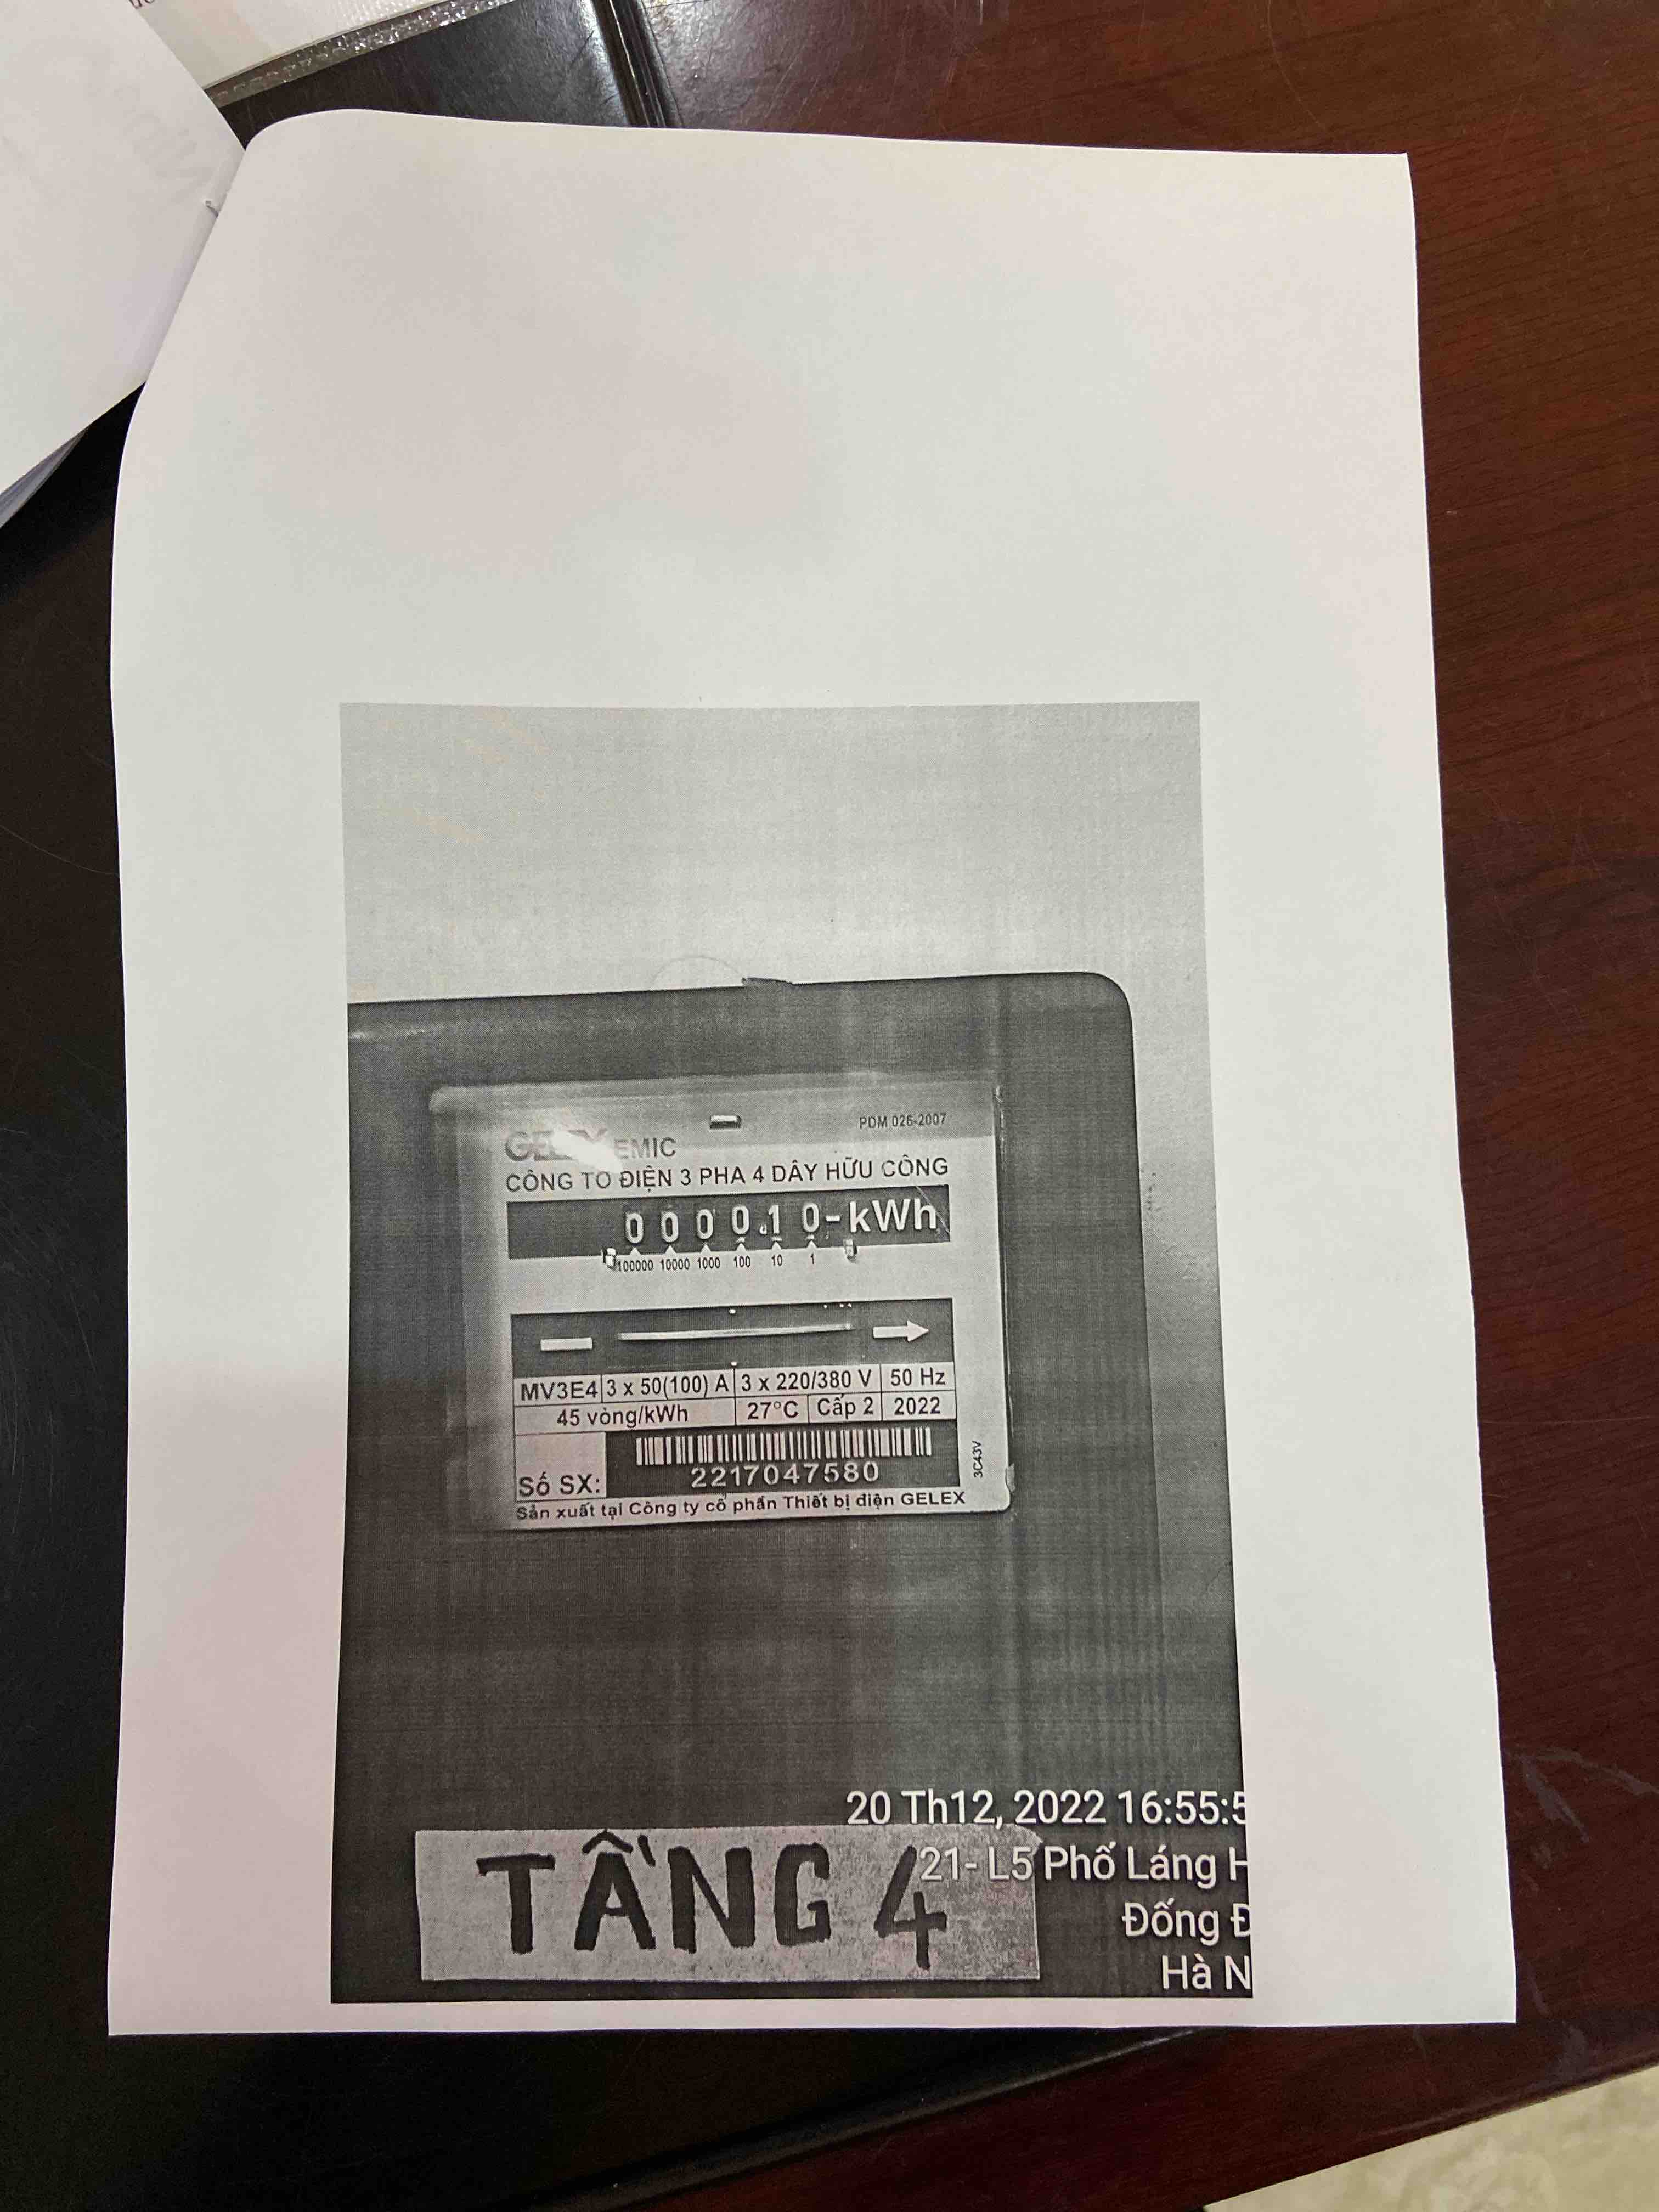 PDM 026-2007
GELEX EMIC
CÔNG TƠ ĐIỆN 3 PHA 4 DÂY HỮU CÔNG
0 0 0 0 1 0 - kWh
100000 10000 1000 100 10 1
MV3E4 3 x 50(100) A 3 x 220/380 V 50 Hz
45 vòng/kWh 27°C Cấp 2 2022
Số SX: 2217047580
3C43V
Sản xuất tại Công ty cổ phần Thiết bị điện GELEX
20 Th12, 2022 16:55:5
21- L5 Phố Láng H
Đống Đ
Hà N
TẦNG 4